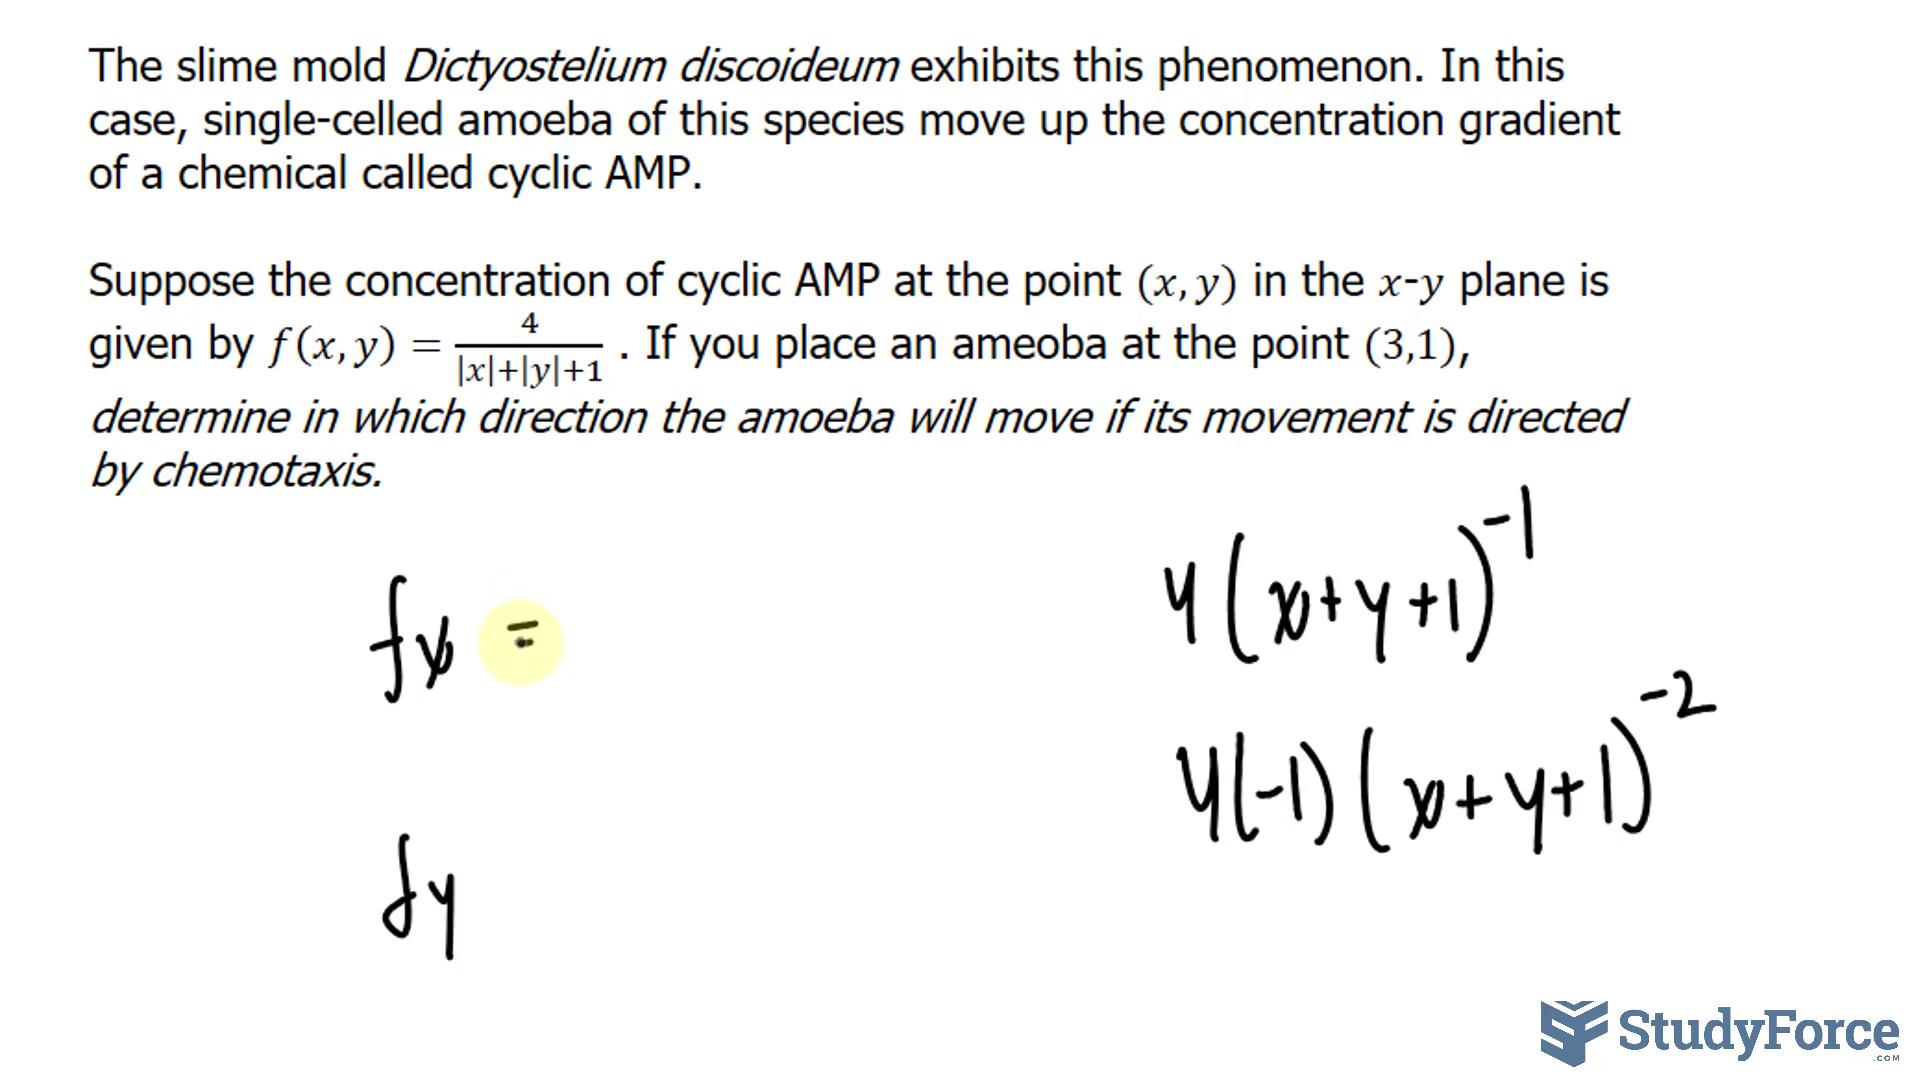 The slime mold Dictyostelium discoideum exhibits this phenomenon. In this
case, single-celled amoeba of this species move up the concentration gradient
of a chemical called cyclic AMP.
Suppose the concentration of cyclic AMP at the point (x, y) in the x-y plane is
given by f(x, y) = 4/(|x|+|y|+1) . If you place an ameoba at the point (3,1),
determine in which direction the amoeba will move if its movement is directed
by chemotaxis.
4(x+y+1)^-1
fx =
4(-1)(x+y+1)^-2
fy
StudyForce
.COM